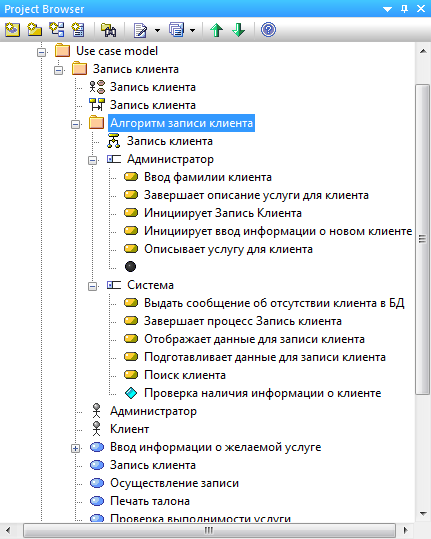 Project Browser
Use case model
Запись клиента
Запись клиента
Запись клиента
Алгоритм записи клиента
Запись клиента
Администратор
Ввод фамилии клиента
Завершает описание услуги для клиента
Инициирует Запись Клиента
Инициирует ввод информации о новом клиенте
Описывает услугу для клиента
Система
Выдать сообщение об отсутствии клиента в БД
Завершает процесс Запись клиента
Отображает данные для записи клиента
Подготавливает данные для записи клиента
Поиск клиента
Проверка наличия информации о клиенте
Администратор
Клиент
Ввод информации о желаемой услуге
Запись клиента
Осуществление записи
Печать талона
Проверка выполнимости услуги